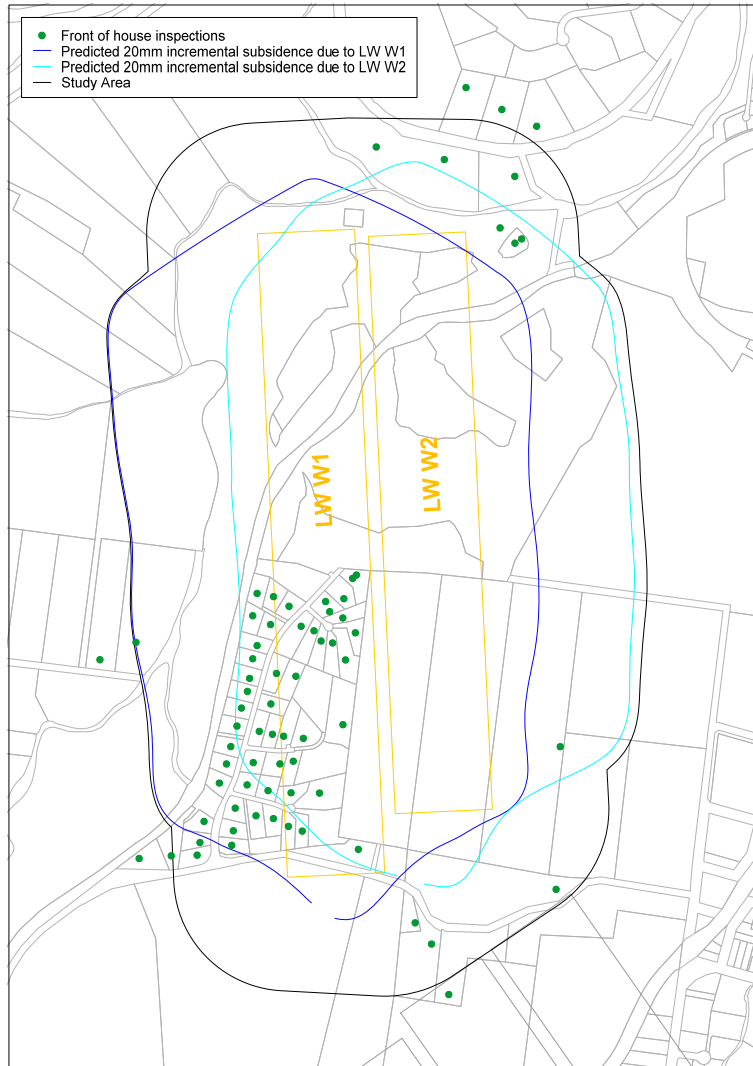 Front of house inspections
Predicted 20mm incremental subsidence due to LW W1
Predicted 20mm incremental subsidence due to LW W2
Study Area
LW W1
LW W2